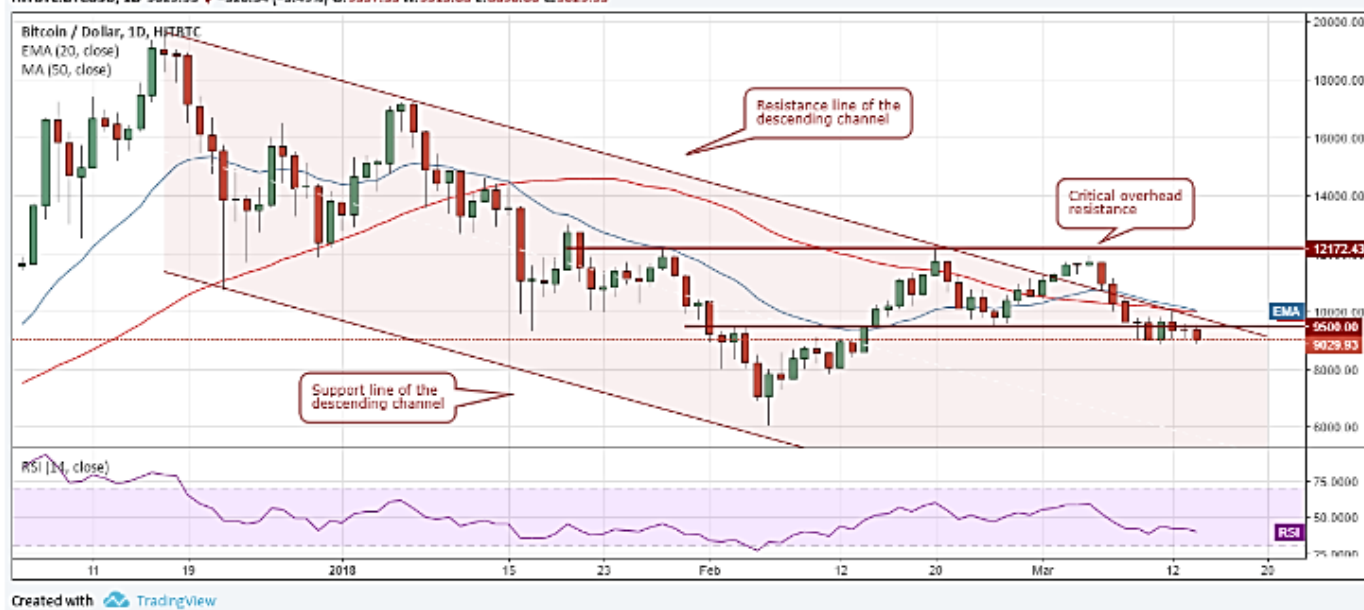 Bitcoin / Dollar, 1D, HITBTC
EMA (20, close)
MA (50, close)
Resistance line of the
descending channel
Critical overhead
resistance
Support line of the
descending channel
20000.00
18000.00
16000.00
14000.00
12172.43
EMA
10000.00
9500.00
9029.93
8000.00
6000.00
RSI (14, close)
75.0000
50.0000
RSI
25.0000
11 19 2018 15 23 Feb 12 20 Mar 12 20
Created with TradingView